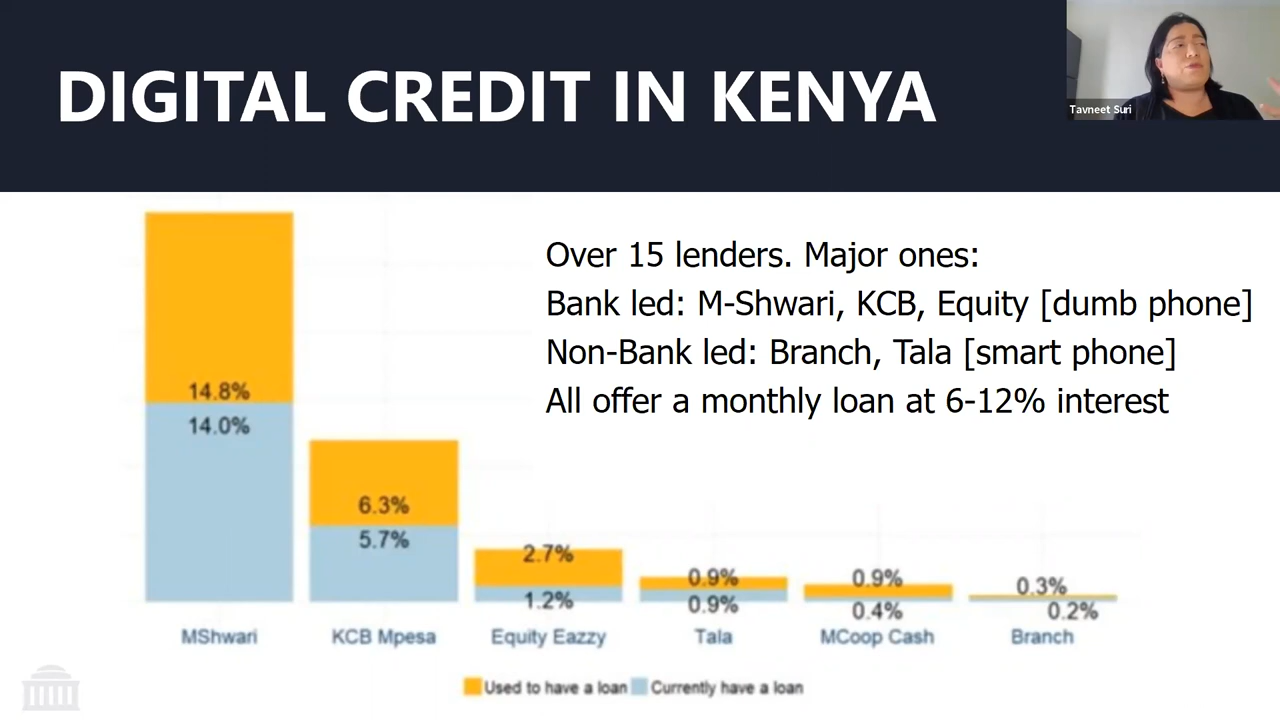 DIGITAL CREDIT IN KENYA
Tavneet Suri
Over 15 lenders. Major ones:
Bank led: M-Shwari, KCB, Equity [dumb phone]
Non-Bank led: Branch, Tala [smart phone]
All offer a monthly loan at 6-12% interest
14.8%
14.0%
6.3%
5.7%
2.7%
1.2%
0.9%
0.9%
0.9%
0.4%
0.3%
0.2%
MShwari
KCB Mpesa
Equity Eazzy
Tala
MCoop Cash
Branch
Used to have a loan
Currently have a loan